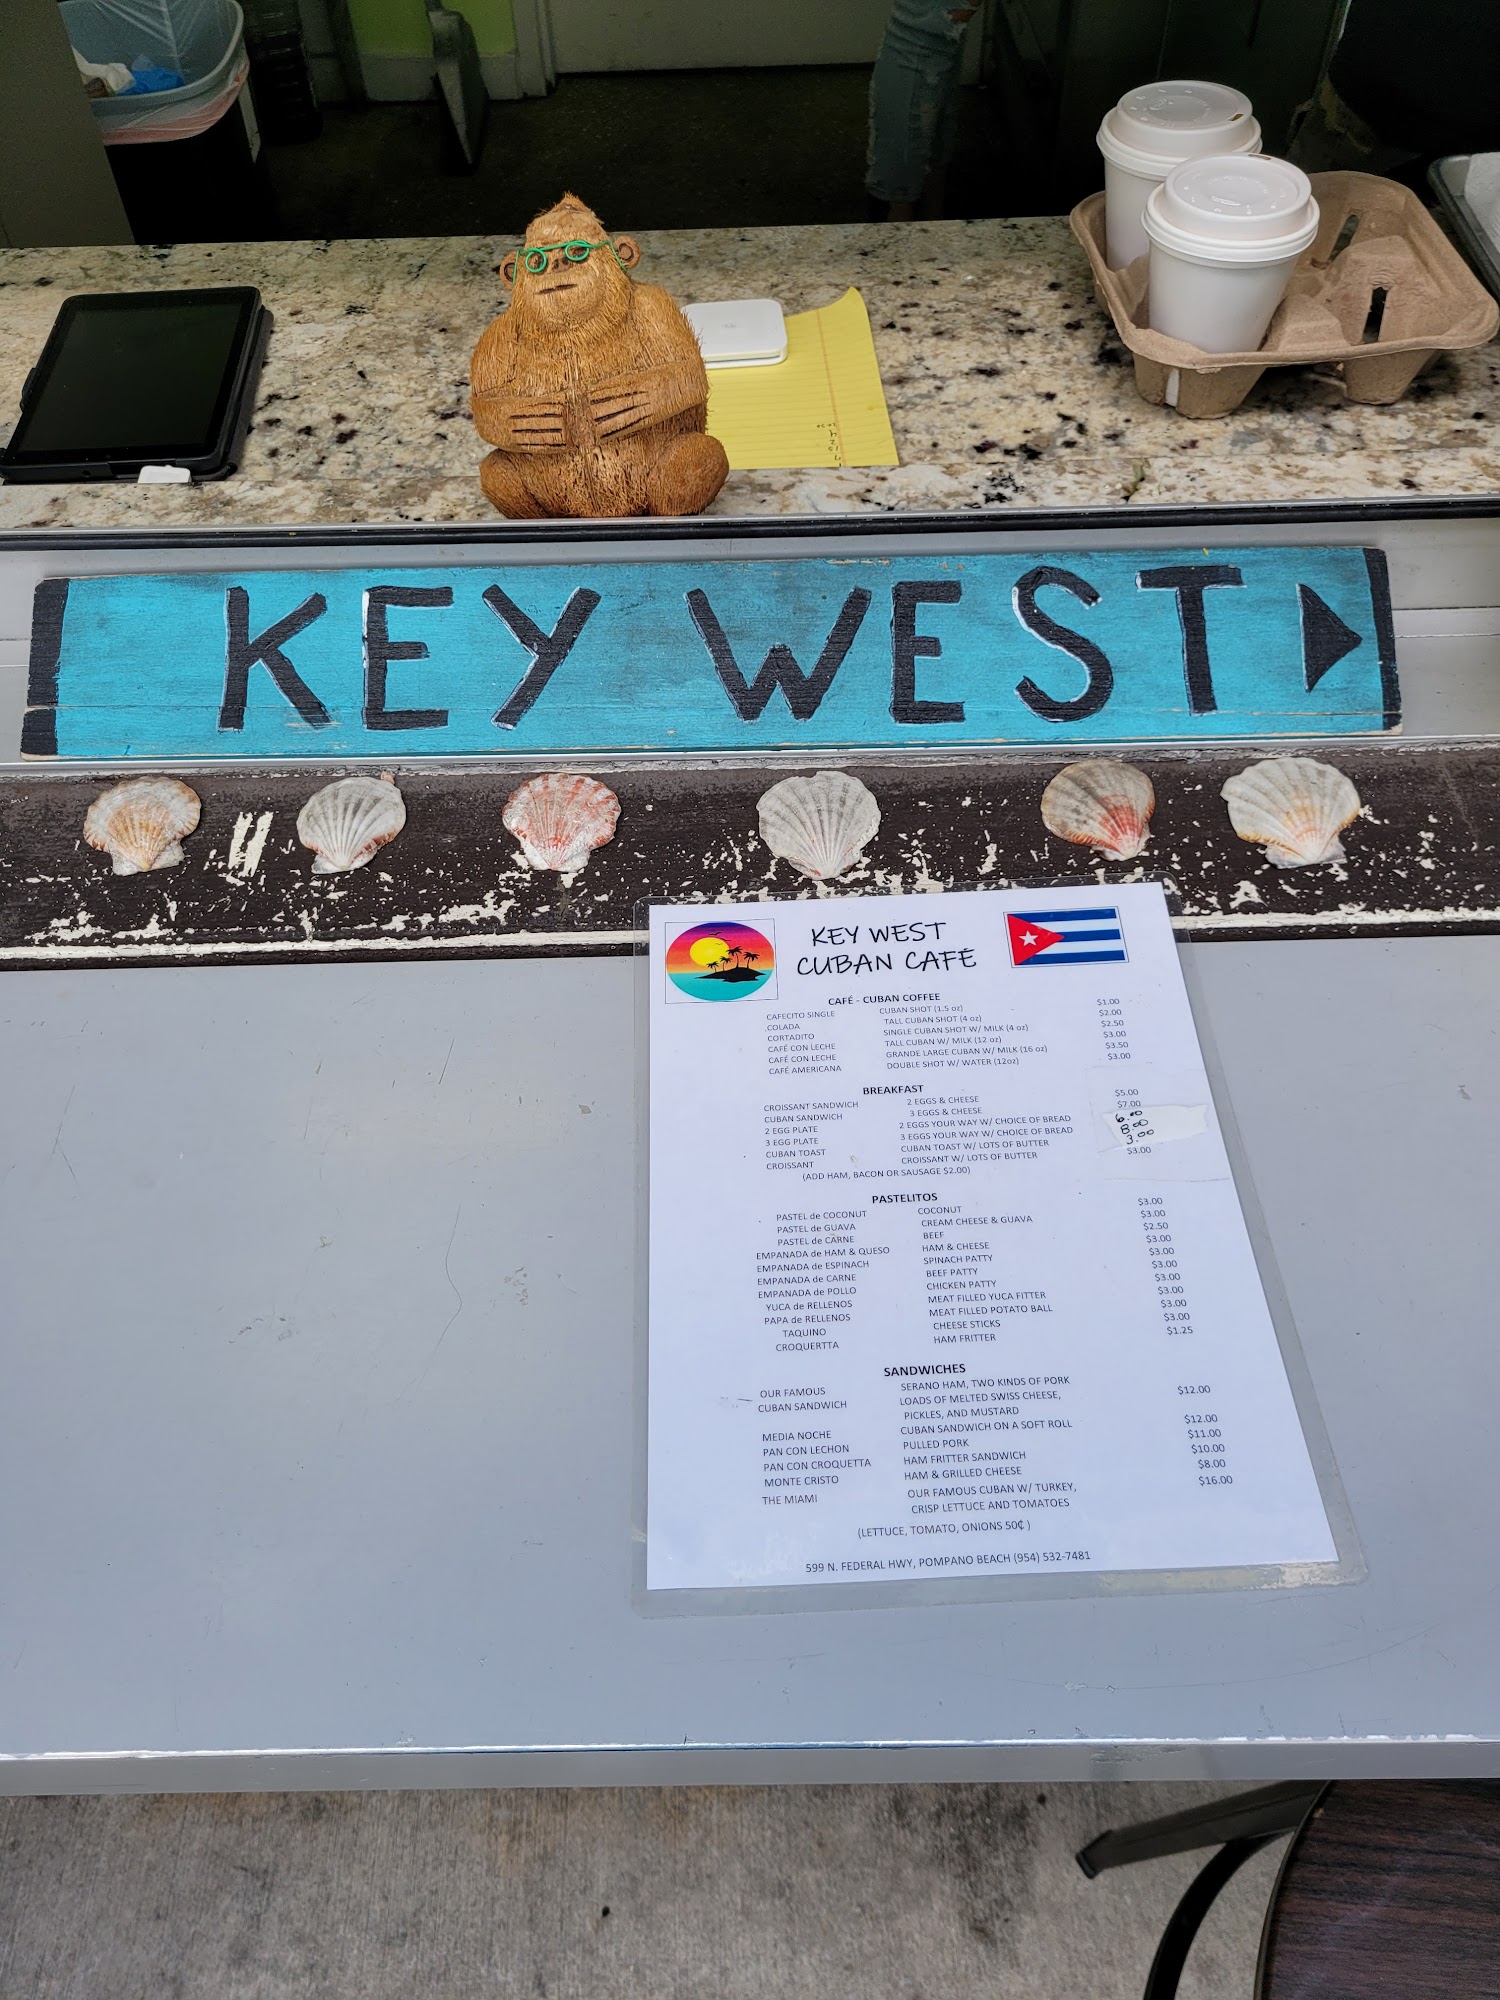 KEY WEST
KEY WEST
CUBAN CAFÉ
CAFÉ - CUBAN COFFEE
CAFECITO SINGLE CUBAN SHOT (1.5 oz) $1.00
COLADA TALL CUBAN SHOT (4 oz) $2.00
CORTADITO SINGLE CUBAN SHOT W/ MILK (4 oz) $2.50
CAFÉ CON LECHE TALL CUBAN W/ MILK (12 oz) $3.00
CAFÉ CON LECHE GRANDE LARGE CUBAN W/ MILK (16 oz) $3.50
CAFÉ AMERICANA DOUBLE SHOT W/ WATER (12oz) $3.00
BREAKFAST
CROISSANT SANDWICH 2 EGGS & CHEESE $5.00
CUBAN SANDWICH 3 EGGS & CHEESE $7.00
2 EGG PLATE 2 EGGS YOUR WAY W/ CHOICE OF BREAD 6.00
3 EGG PLATE 3 EGGS YOUR WAY W/ CHOICE OF BREAD 8.00
CUBAN TOAST CUBAN TOAST W/ LOTS OF BUTTER 3.00
CROISSANT CROISSANT W/ LOTS OF BUTTER $3.00
(ADD HAM, BACON OR SAUSAGE $2.00)
PASTELITOS
PASTEL de COCONUT COCONUT $3.00
PASTEL de GUAVA CREAM CHEESE & GUAVA $3.00
PASTEL de CARNE BEEF $2.50
EMPANADA de HAM & QUESO HAM & CHEESE $3.00
EMPANADA de ESPINACH SPINACH PATTY $3.00
EMPANADA de CARNE BEEF PATTY $3.00
EMPANADA de POLLO CHICKEN PATTY $3.00
YUCA de RELLENOS MEAT FILLED YUCA FITTER $3.00
PAPA de RELLENOS MEAT FILLED POTATO BALL $3.00
TAQUINO CHEESE STICKS $3.00
CROQUERTTA HAM FRITTER $1.25
SANDWICHES
OUR FAMOUS SERANO HAM, TWO KINDS OF PORK
CUBAN SANDWICH LOADS OF MELTED SWISS CHEESE, $12.00
PICKLES, AND MUSTARD
MEDIA NOCHE CUBAN SANDWICH ON A SOFT ROLL $12.00
PAN CON LECHON PULLED PORK $11.00
PAN CON CROQUETTA HAM FRITTER SANDWICH $10.00
MONTE CRISTO HAM & GRILLED CHEESE $8.00
THE MIAMI OUR FAMOUS CUBAN W/ TURKEY, $16.00
CRISP LETTUCE AND TOMATOES
(LETTUCE, TOMATO, ONIONS 50₵ )
599 N. FEDERAL HWY, POMPANO BEACH (954) 532-7481